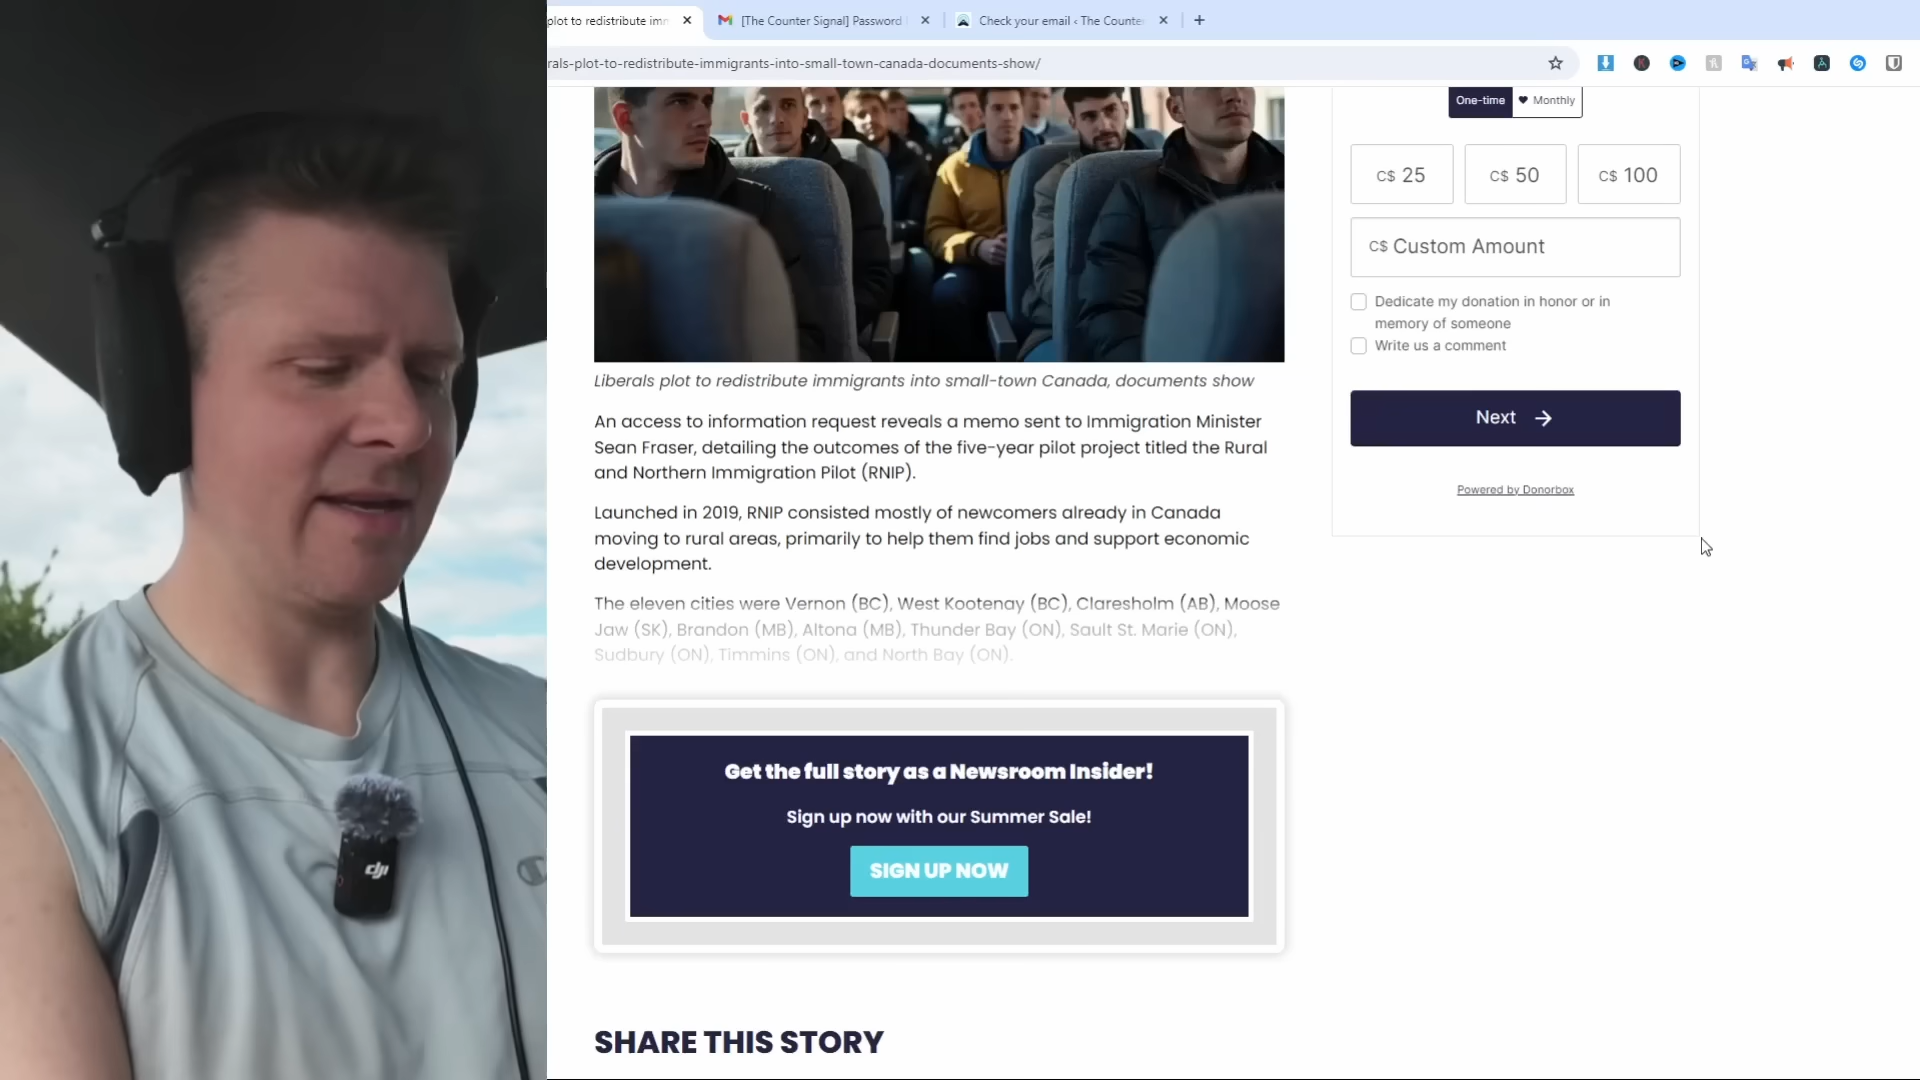 plot to redistribute imm
[The Counter Signal] Password
Check your email ‹ The Counte
rals-plot-to-redistribute-immigrants-into-small-town-canada-documents-show/
One-time
Monthly
C$ 25
C$ 50
C$ 100
C$ Custom Amount
Dedicate my donation in honor or in
memory of someone
Write us a comment
Next
Powered by Donorbox
Liberals plot to redistribute immigrants into small-town Canada, documents show
An access to information request reveals a memo sent to Immigration Minister
Sean Fraser, detailing the outcomes of the five-year pilot project titled the Rural
and Northern Immigration Pilot (RNIP).
Launched in 2019, RNIP consisted mostly of newcomers already in Canada
moving to rural areas, primarily to help them find jobs and support economic
development.
The eleven cities were Vernon (BC), West Kootenay (BC), Claresholm (AB), Moose
Jaw (SK), Brandon (MB), Altona (MB), Thunder Bay (ON), Sault St. Marie (ON),
Sudbury (ON), Timmins (ON), and North Bay (ON).
Get the full story as a Newsroom Insider!
Sign up now with our Summer Sale!
SIGN UP NOW
SHARE THIS STORY
dji